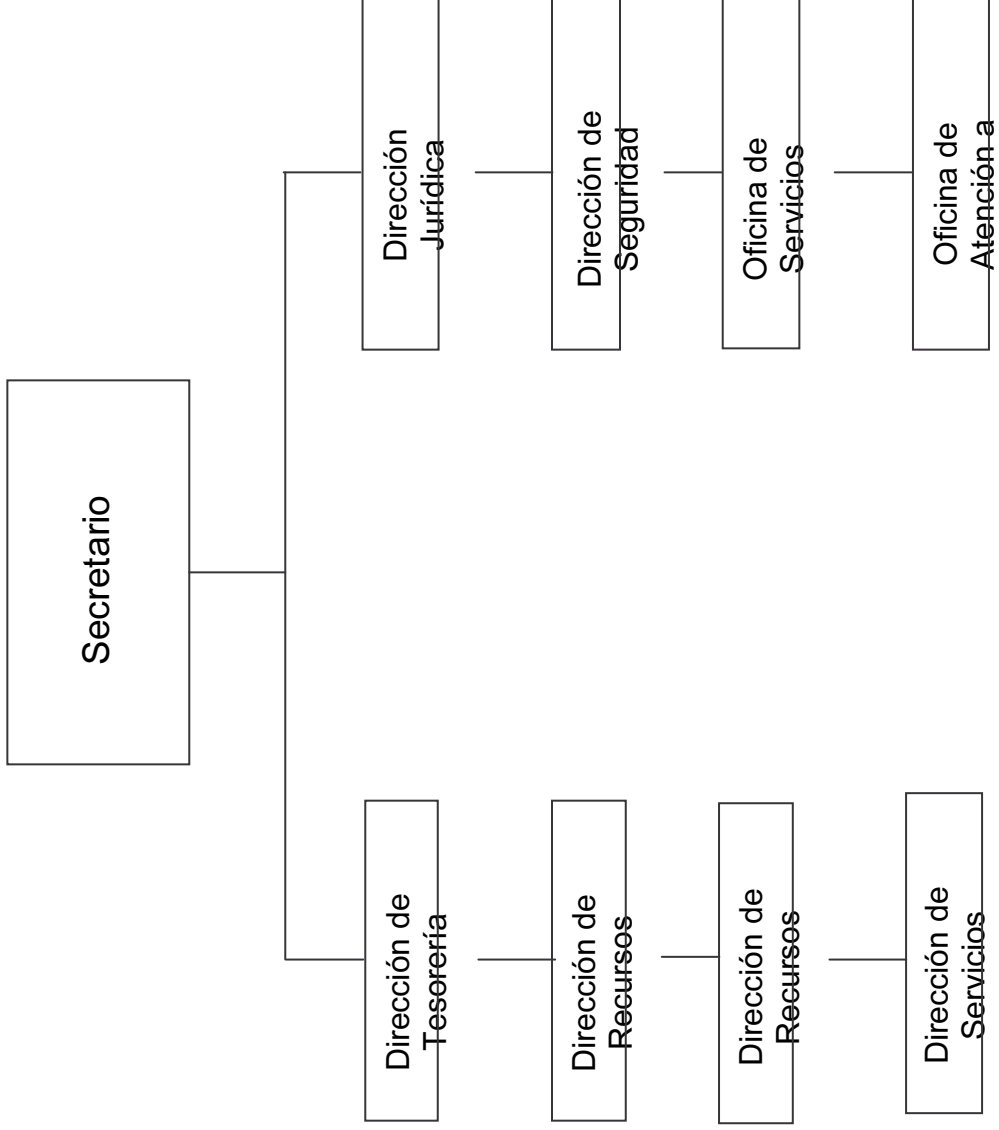 Secretario
Dirección de
Tesorería
Dirección
Jurídica
Dirección de
Recursos
Dirección de
Seguridad
Dirección de
Recursos
Oficina de
Servicios
Dirección de
Servicios
Oficina de
Atención a